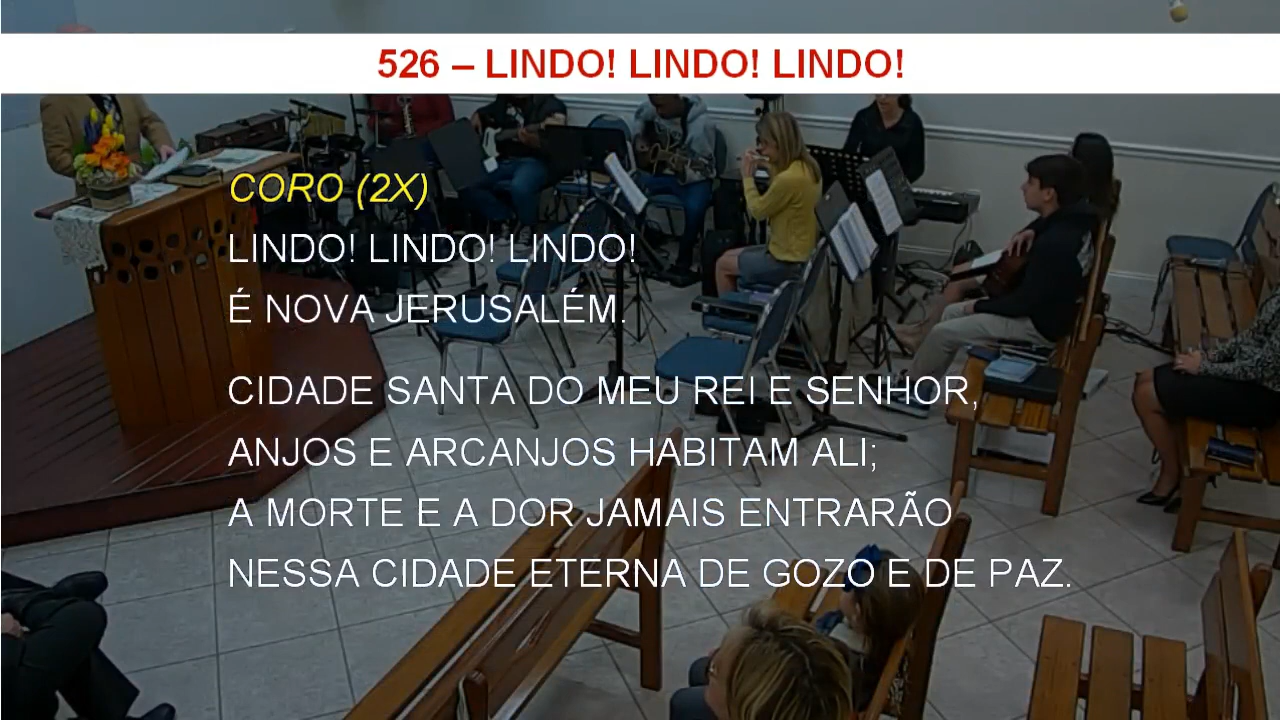 526 – LINDO! LINDO! LINDO!
CORO (2X)
LINDO! LINDO! LINDO!
É NOVA JERUSALÉM.
CIDADE SANTA DO MEU REI E SENHOR,
ANJOS E ARCANJOS HABITAM ALI;
A MORTE E A DOR JAMAIS ENTRARÃO
NESSA CIDADE ETERNA DE GOZO E DE PAZ.